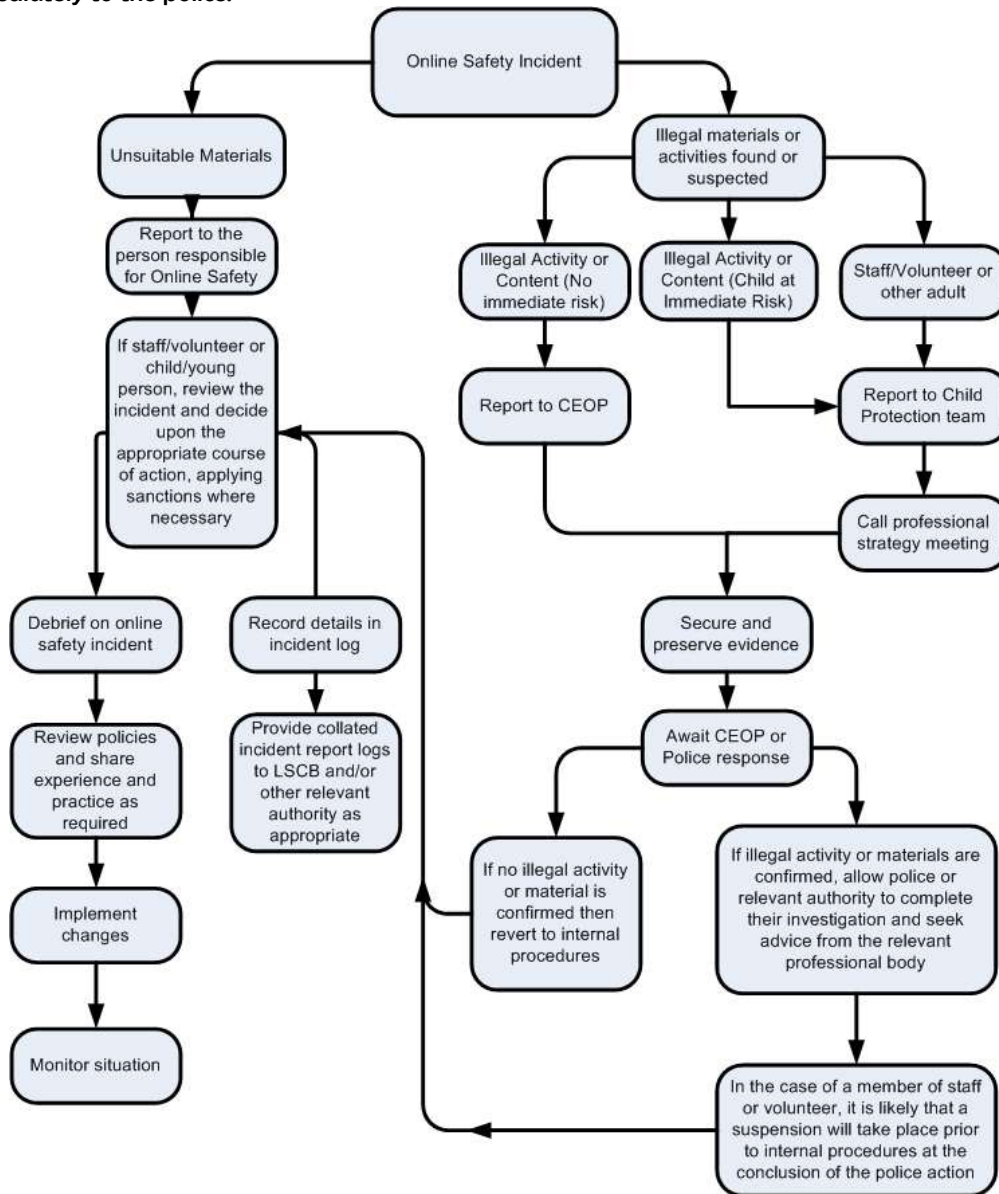 ediately to the police.
Online Safety Incident
Unsuitable Materials
Report to the
person responsible
for Online Safety
If staff/volunteer or
child/young
person, review the
incident and decide
upon the
appropriate course
of action, applying
sanctions where
necessary
Debrief on online
safety incident
Review policies
and share
experience and
practice as
required
Implement
changes
Monitor situation
Record details in
incident log
Provide collated
incident report logs
to LSCB and/or
other relevant
authority as
appropriate
Illegal materials or
activities found or
suspected
Illegal Activity or
Content (No
immediate risk)
Illegal Activity or
Content (Child at
Immediate Risk)
Staff/Volunteer or
other adult
Report to CEOP
Report to Child
Protection team
Call professional
strategy meeting
Secure and
preserve evidence
Await CEOP or
Police response
If no illegal activity
or material is
confirmed then
revert to internal
procedures
If illegal activity or materials are
confirmed, allow police or
relevant authority to complete
their investigation and seek
advice from the relevant
professional body
In the case of a member of staff
or volunteer, it is likely that a
suspension will take place prior
to internal procedures at the
conclusion of the police action